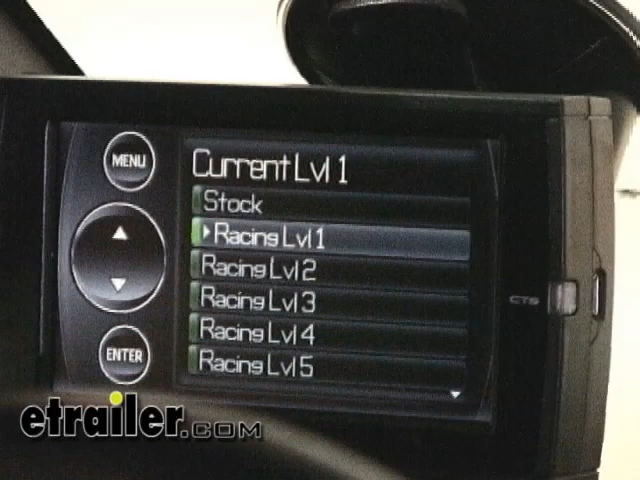 MENU
Current Lvl 1
Stock
Racing Lvl 1
Racing Lvl 2
Racing Lvl 3
Racing Lvl 4
Racing Lvl 5
ENTER
CTS
etrailer.COM